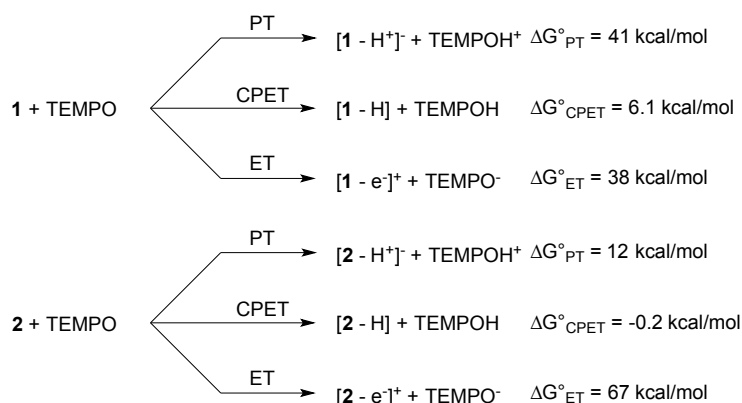 PT [1 - H⁺]⁻ + TEMPOH⁺ ΔG°PT = 41 kcal/mol
1 + TEMPO CPET [1 - H] + TEMPOH ΔG°CPET = 6.1 kcal/mol
ET [1 - e⁻]⁺ + TEMPO⁻ ΔG°ET = 38 kcal/mol
PT [2 - H⁺]⁻ + TEMPOH⁺ ΔG°PT = 12 kcal/mol
2 + TEMPO CPET [2 - H] + TEMPOH ΔG°CPET = -0.2 kcal/mol
ET [2 - e⁻]⁺ + TEMPO⁻ ΔG°ET = 67 kcal/mol